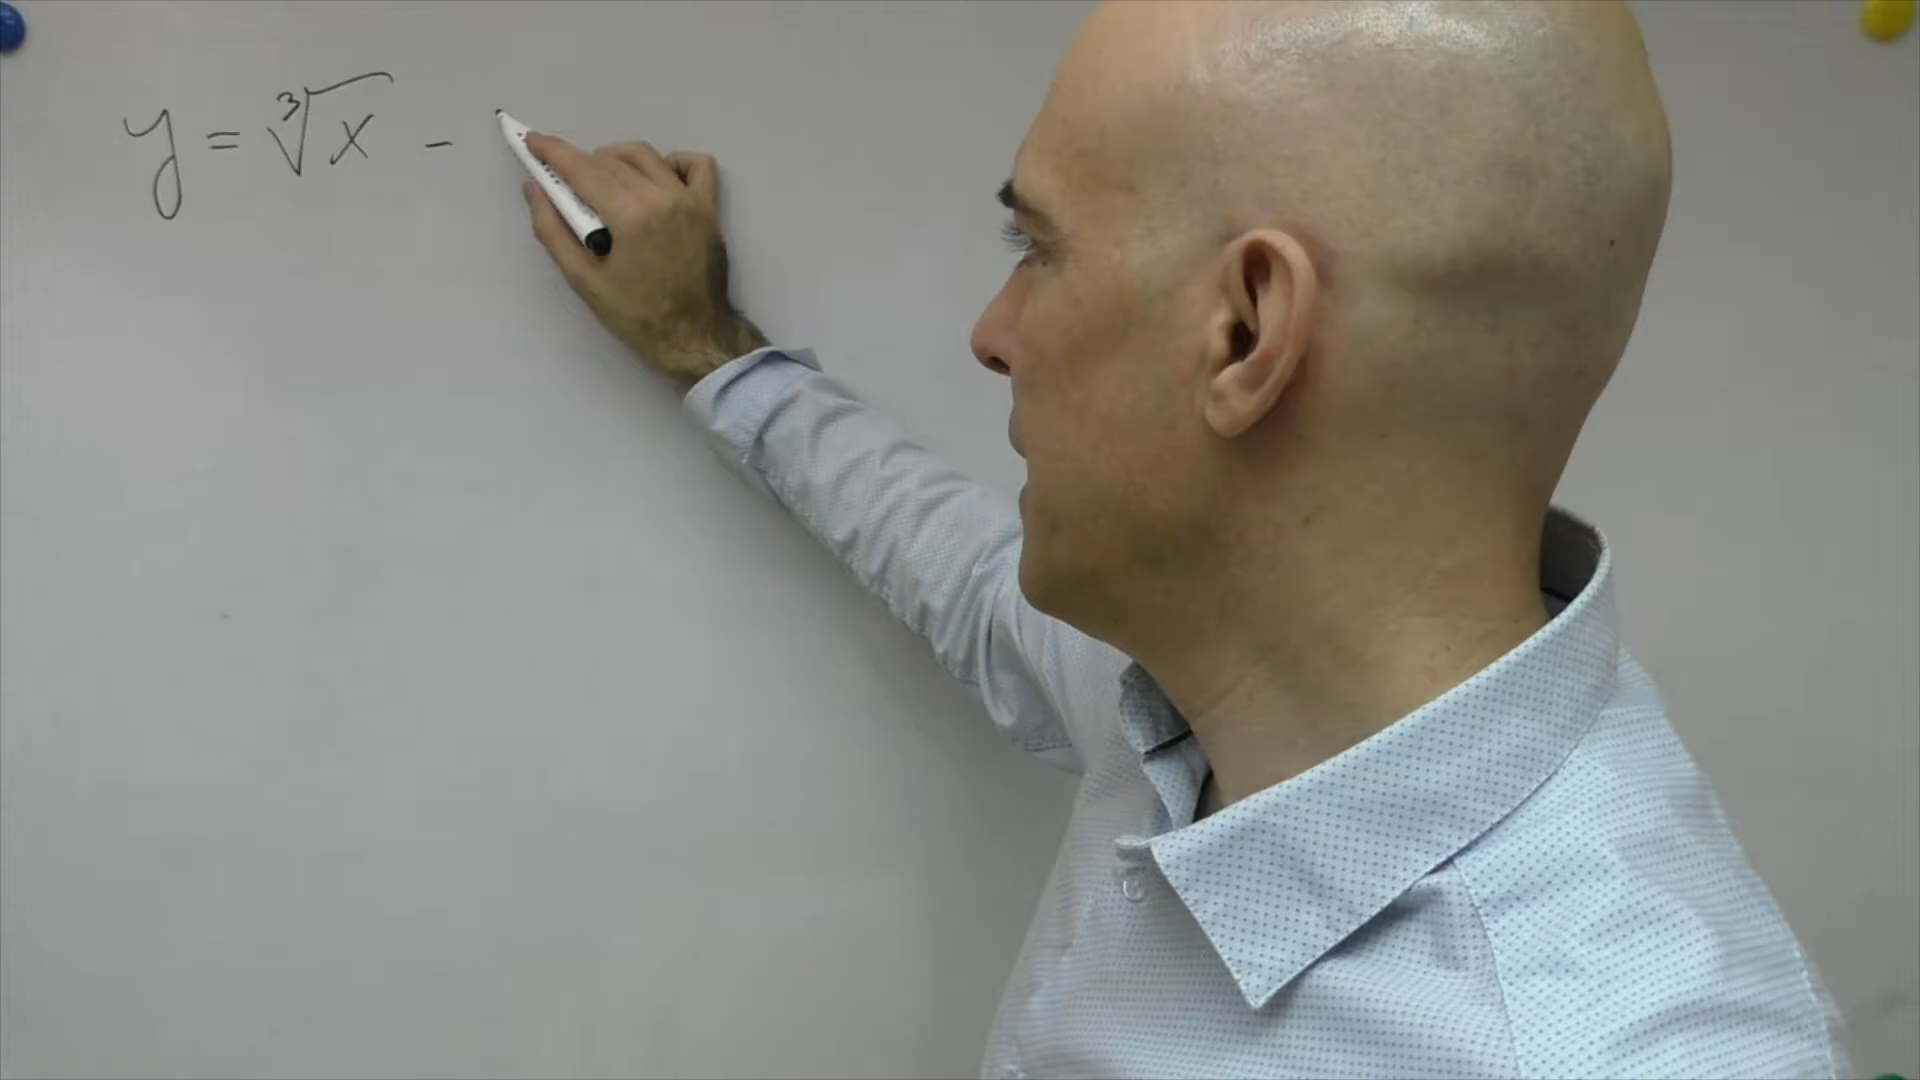 y = ∛x -